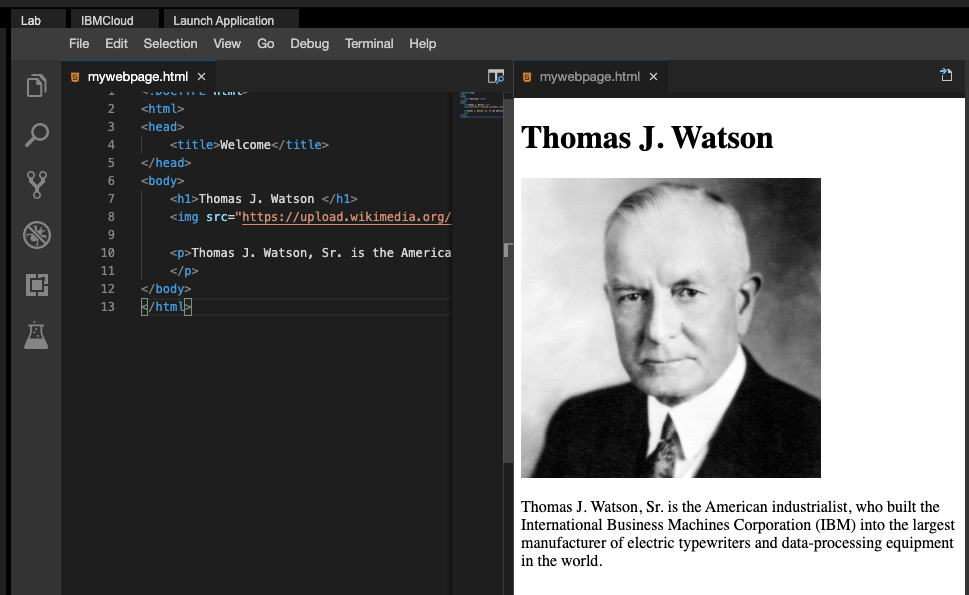 Lab IBMCloud Launch Application
File Edit Selection View Go Debug Terminal Help
mywebpage.html ×
1 <!DOCTYPE html>
2 <html>
3 <head>
4 <title>Welcome</title>
5 </head>
6 <body>
7 <h1>Thomas J. Watson </h1>
8 <img src="https://upload.wikimedia.org/
9
10 <p>Thomas J. Watson, Sr. is the America
11 </p>
12 </body>
13 </html>
mywebpage.html ×
Thomas J. Watson
Thomas J. Watson, Sr. is the American industrialist, who built the
International Business Machines Corporation (IBM) into the largest
manufacturer of electric typewriters and data-processing equipment
in the world.